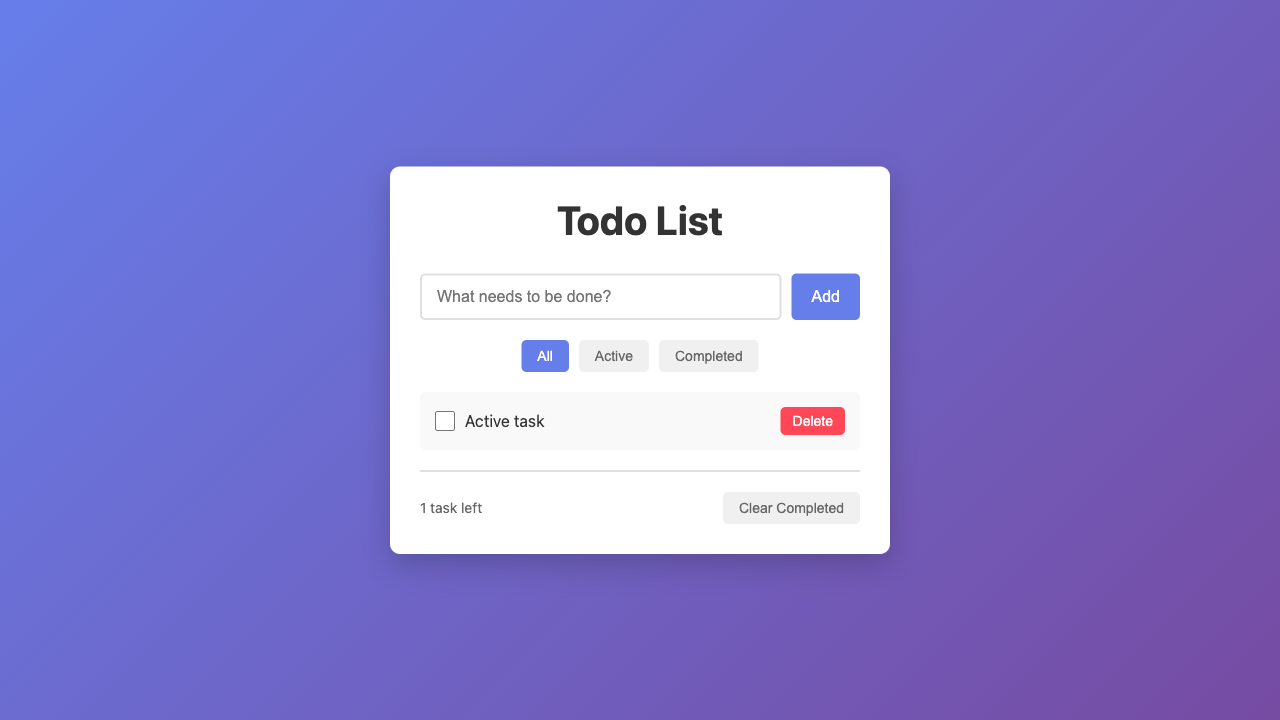 Todo List
What needs to be done?
Add
All
Active
Completed
Active task
Delete
1 task left
Clear Completed